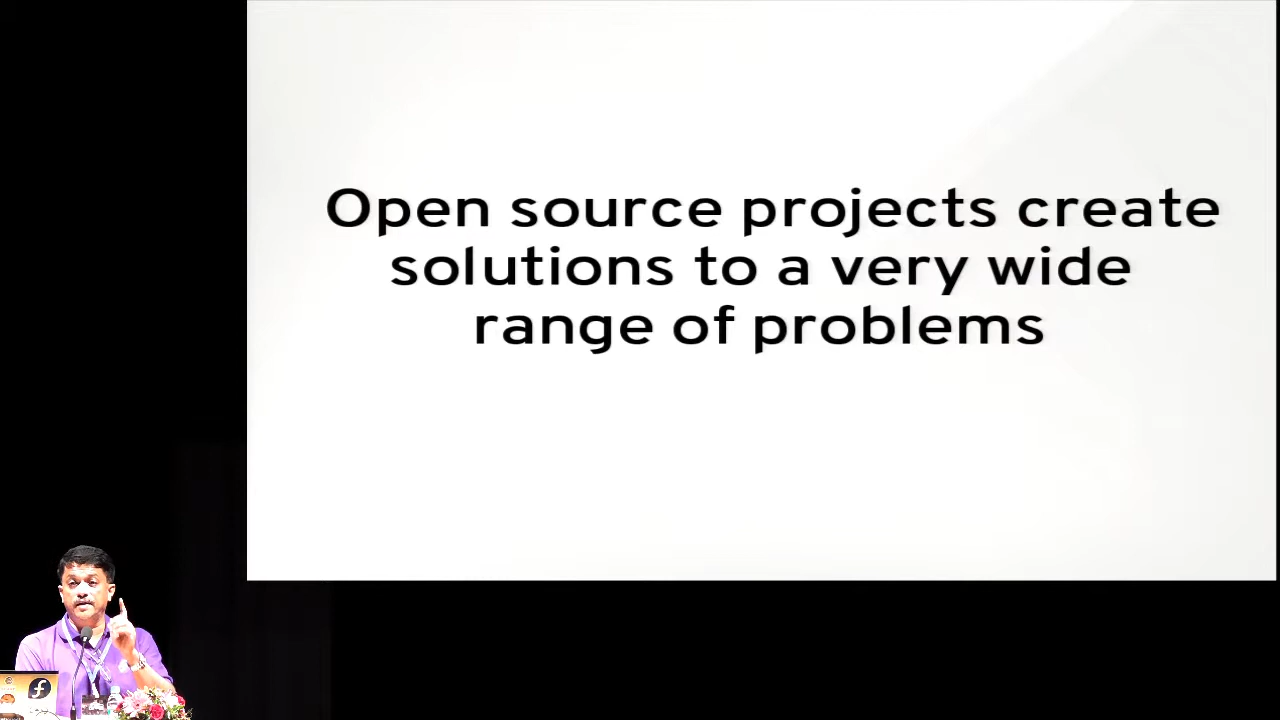 Open source projects create
solutions to a very wide
range of problems